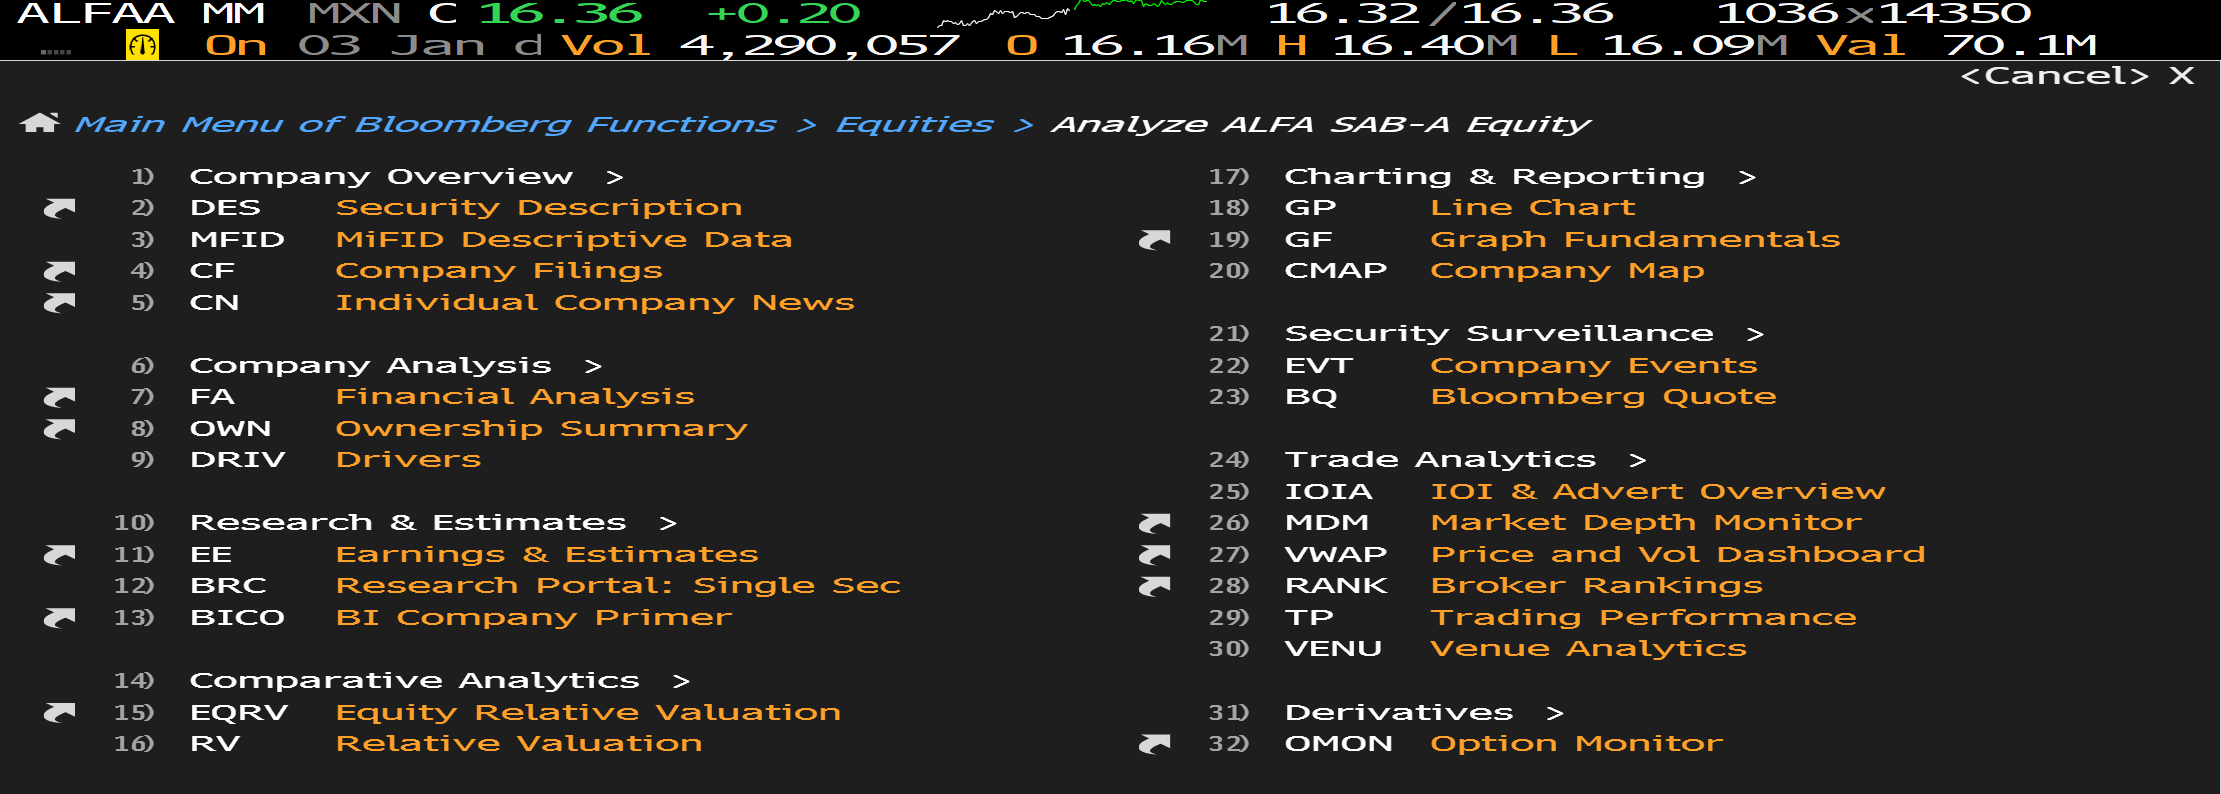 ALFAA MM MXN C 16.36 +0.20 16.32/16.36 1036x14350
On 03 Jan d Vol 4,290,057 O 16.16M H 16.40M L 16.09M Val 70.1M
<Cancel> X
Main Menu of Bloomberg Functions > Equities > Analyze ALFA SAB-A Equity
1) Company Overview >
2) DES Security Description
3) MFID MiFID Descriptive Data
4) CF Company Filings
5) CN Individual Company News
6) Company Analysis >
7) FA Financial Analysis
8) OWN Ownership Summary
9) DRIV Drivers
10) Research & Estimates >
11) EE Earnings & Estimates
12) BRC Research Portal: Single Sec
13) BICO BI Company Primer
14) Comparative Analytics >
15) EQRV Equity Relative Valuation
16) RV Relative Valuation
17) Charting & Reporting >
18) GP Line Chart
19) GF Graph Fundamentals
20) CMAP Company Map
21) Security Surveillance >
22) EVT Company Events
23) BQ Bloomberg Quote
24) Trade Analytics >
25) IOIA IOI & Advert Overview
26) MDM Market Depth Monitor
27) VWAP Price and Vol Dashboard
28) RANK Broker Rankings
29) TP Trading Performance
30) VENU Venue Analytics
31) Derivatives >
32) OMON Option Monitor